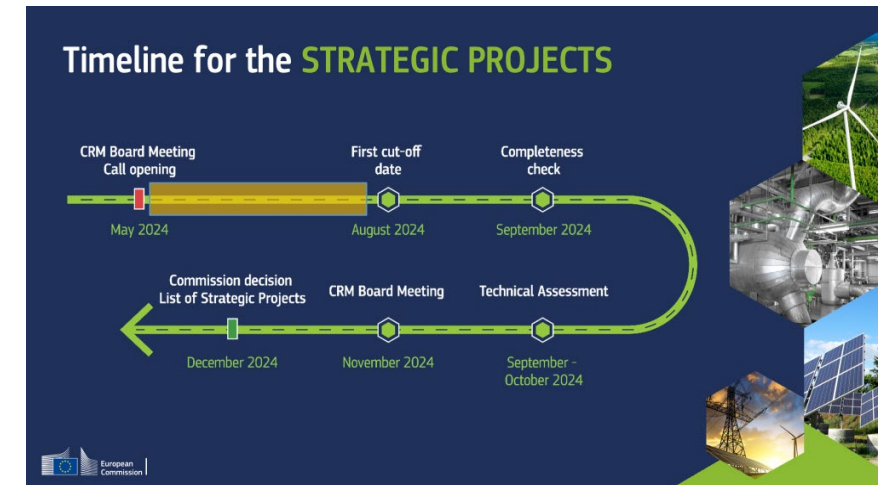 Timeline for the STRATEGIC PROJECTS
CRM Board Meeting
Call opening
May 2024
First cut-off
date
August 2024
Completeness
check
September 2024
Technical Assessment
September -
October 2024
CRM Board Meeting
November 2024
Commission decision
List of Strategic Projects
December 2024
European
Commission